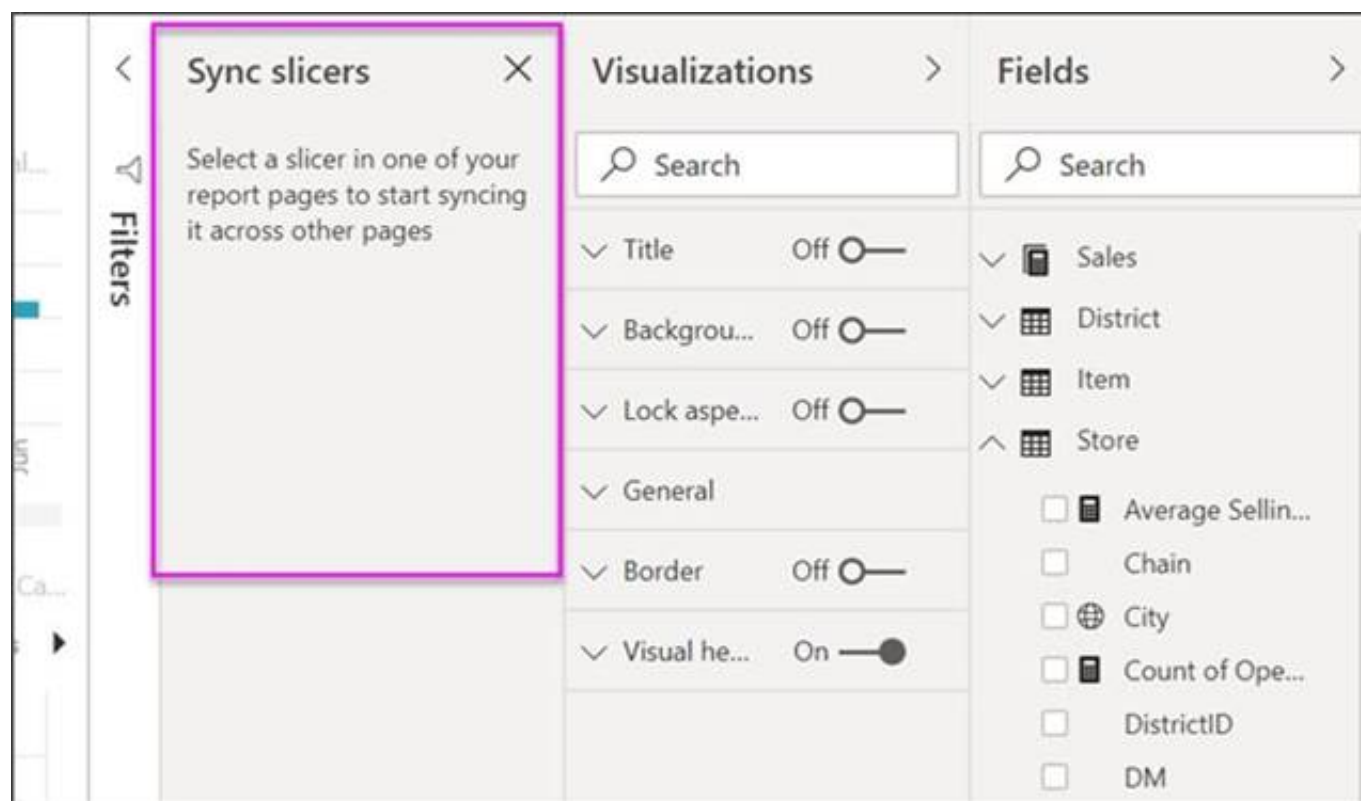 Sync slicers
Select a slicer in one of your
report pages to start syncing
it across other pages
Filters
Visualizations
Search
Title Off
Backgrou... Off
Lock aspe... Off
General
Border Off
Visual he... On
Fields
Search
Sales
District
Item
Store
Average Sellin...
Chain
City
Count of Ope...
DistrictID
DM
Jun
Ca...